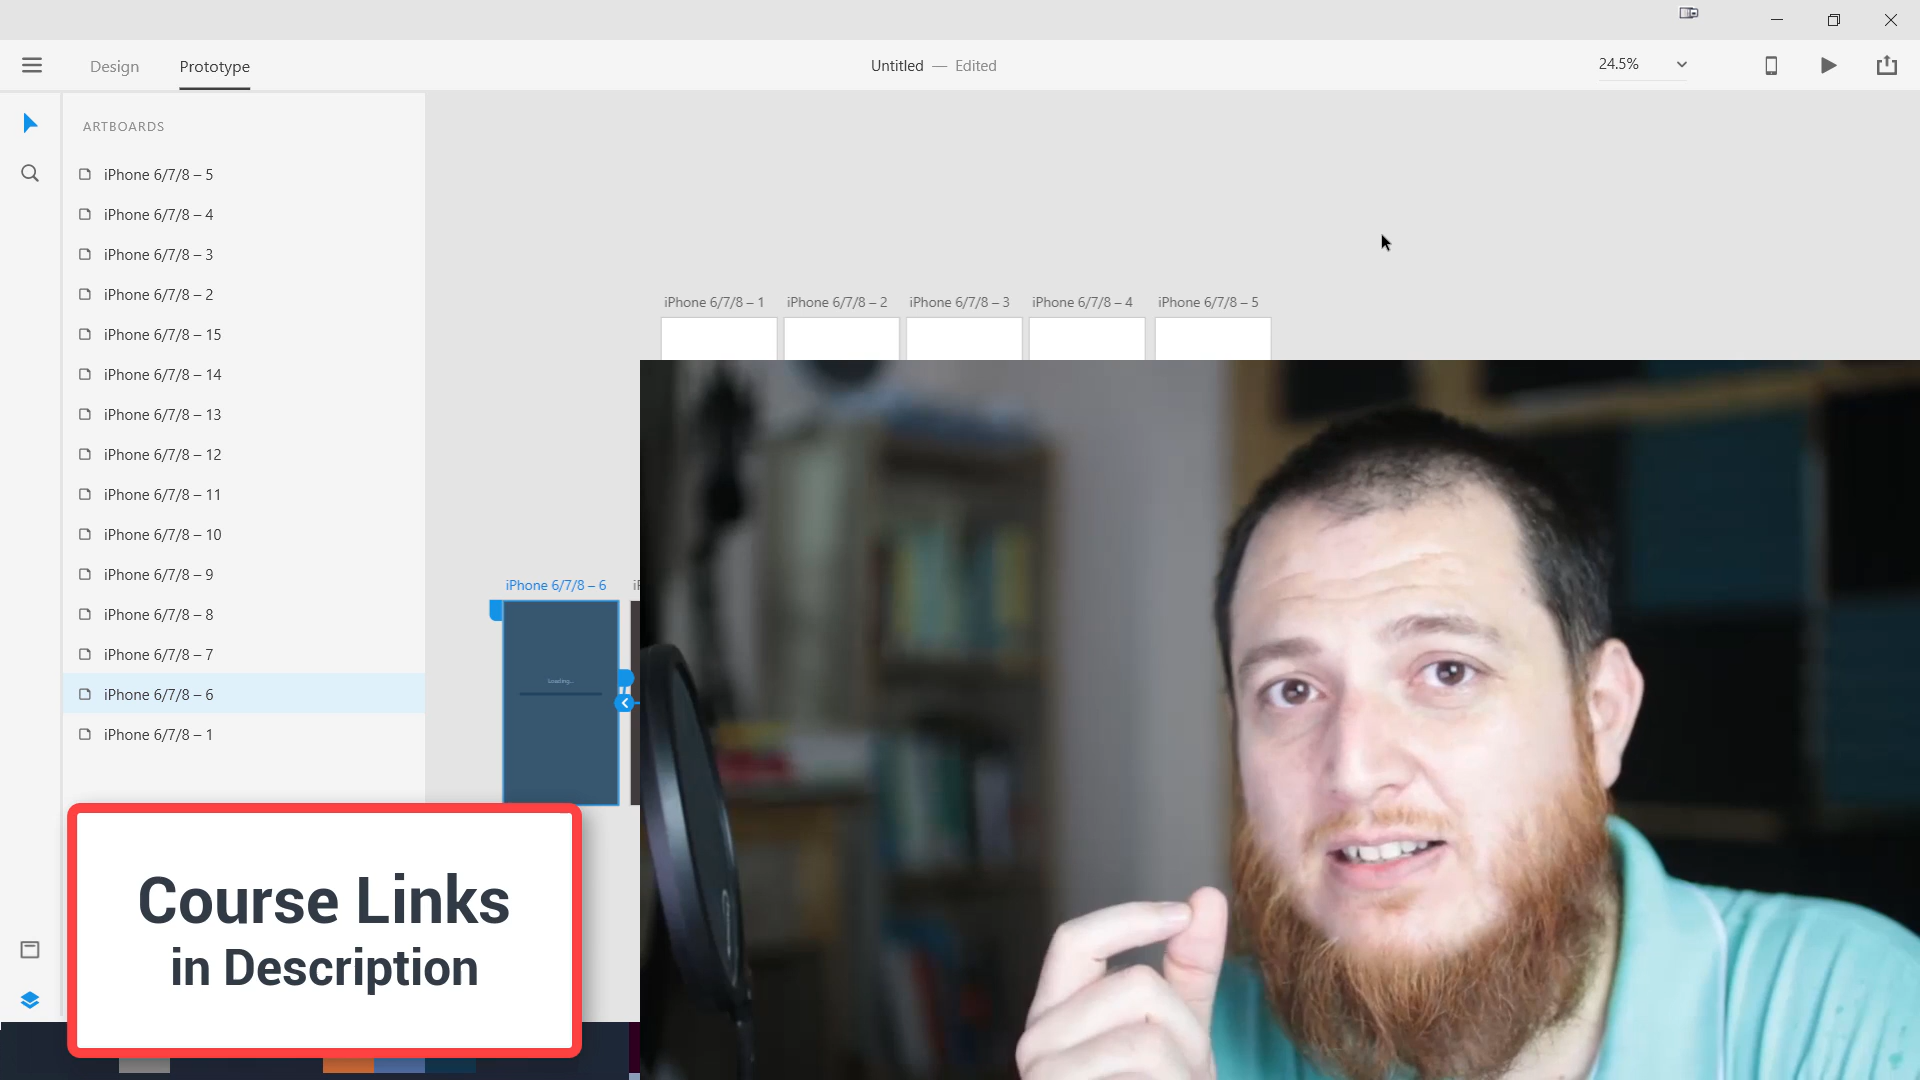 Design
Prototype
Untitled — Edited
24.5%
ARTBOARDS
iPhone 6/7/8 – 5
iPhone 6/7/8 – 4
iPhone 6/7/8 – 3
iPhone 6/7/8 – 2
iPhone 6/7/8 – 15
iPhone 6/7/8 – 14
iPhone 6/7/8 – 13
iPhone 6/7/8 – 12
iPhone 6/7/8 – 11
iPhone 6/7/8 – 10
iPhone 6/7/8 – 9
iPhone 6/7/8 – 8
iPhone 6/7/8 – 7
iPhone 6/7/8 – 6
iPhone 6/7/8 – 1
iPhone 6/7/8 – 1
iPhone 6/7/8 – 2
iPhone 6/7/8 – 3
iPhone 6/7/8 – 4
iPhone 6/7/8 – 5
iPhone 6/7/8 – 6
Loading...
Course Links
in Description